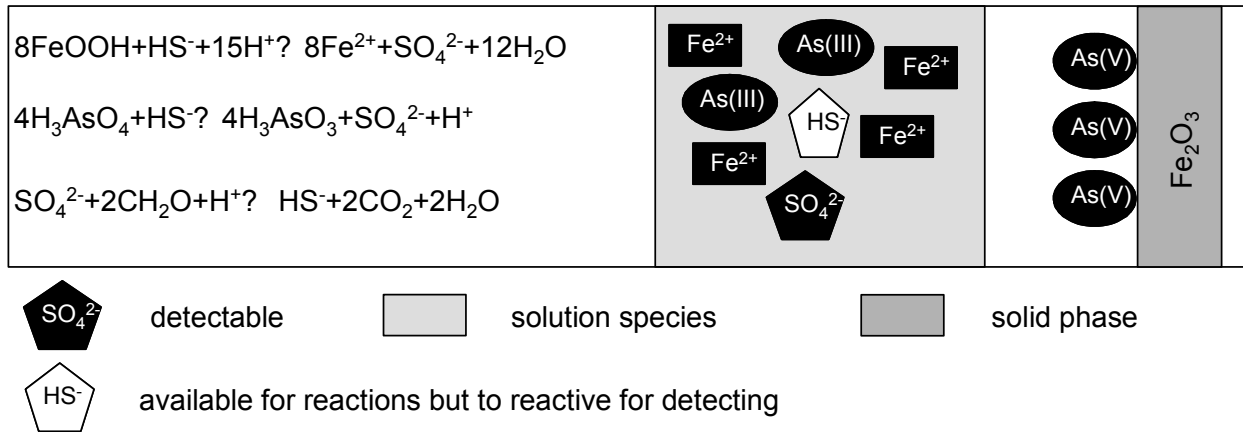 8FeOOH+HS⁻+15H⁺? 8Fe²⁺+SO₄²⁻+12H₂O
4H₃AsO₄+HS⁻? 4H₃AsO₃+SO₄²⁻+H⁺
SO₄²⁻+2CH₂O+H⁺? HS⁻+2CO₂+2H₂O
Fe²⁺
As(III)
Fe²⁺
As(III)
HS⁻
Fe²⁺
Fe²⁺
SO₄²⁻
As(V)
As(V)
As(V)
Fe₂O₃
SO₄²⁻ detectable
solution species
solid phase
HS⁻ available for reactions but to reactive for detecting